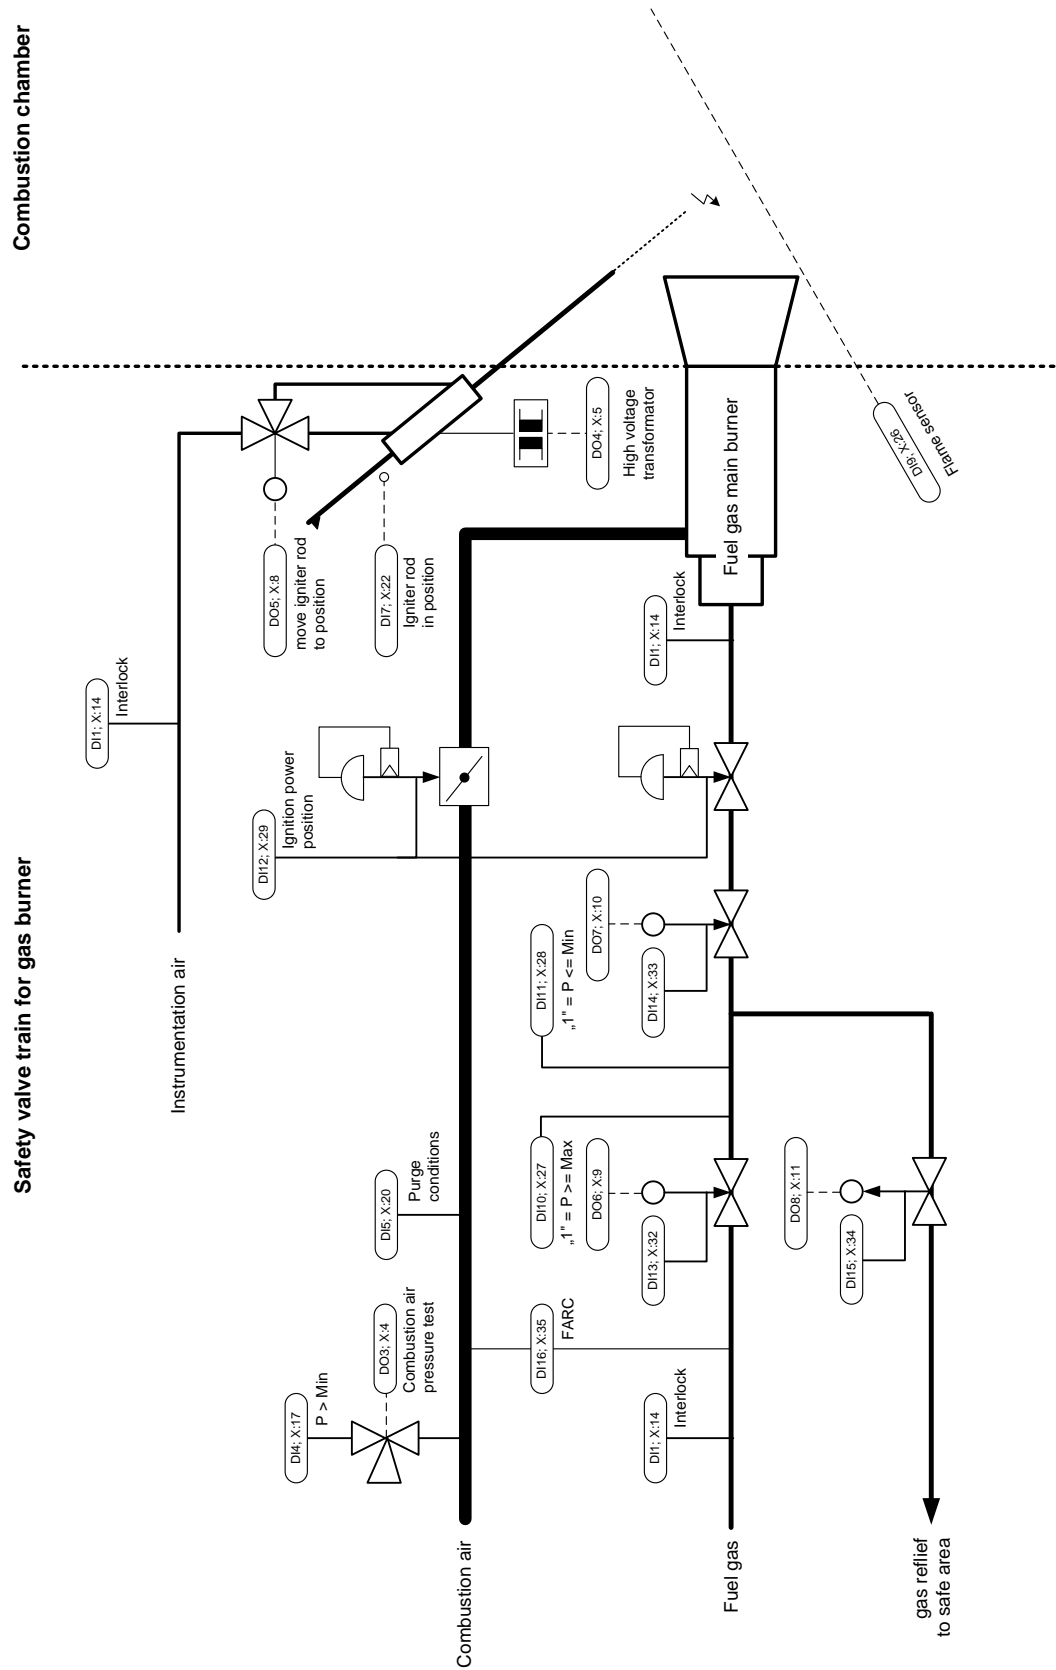 Safety valve train for gas burner
Combustion chamber
DI1; X:14
Interlock
Instrumentation air
DO5; X:8
move igniter rod
to position
DI12; X:29
Ignition power
position
DI7; X:22
Igniter rod
in position
DI4; X:17
P > Min
DO3; X:4
Combustion air
pressure test
DI5; X:20
Purge
conditions
Combustion air
DO4; X:5
High voltage
transformator
DI16; X:35
FARC
DI10; X:27
„1" = P >= Max
DI11; X:28
„1" = P <= Min
DO6; X:9
DO7; X:10
DI1; X:14
Interlock
DI13; X:32
DI14; X:33
DI1; X:14
Interlock
Fuel gas
Fuel gas main burner
DO8; X:11
DI15; X:34
DI9; X:26
Flame sensor
gas reflief
to safe area